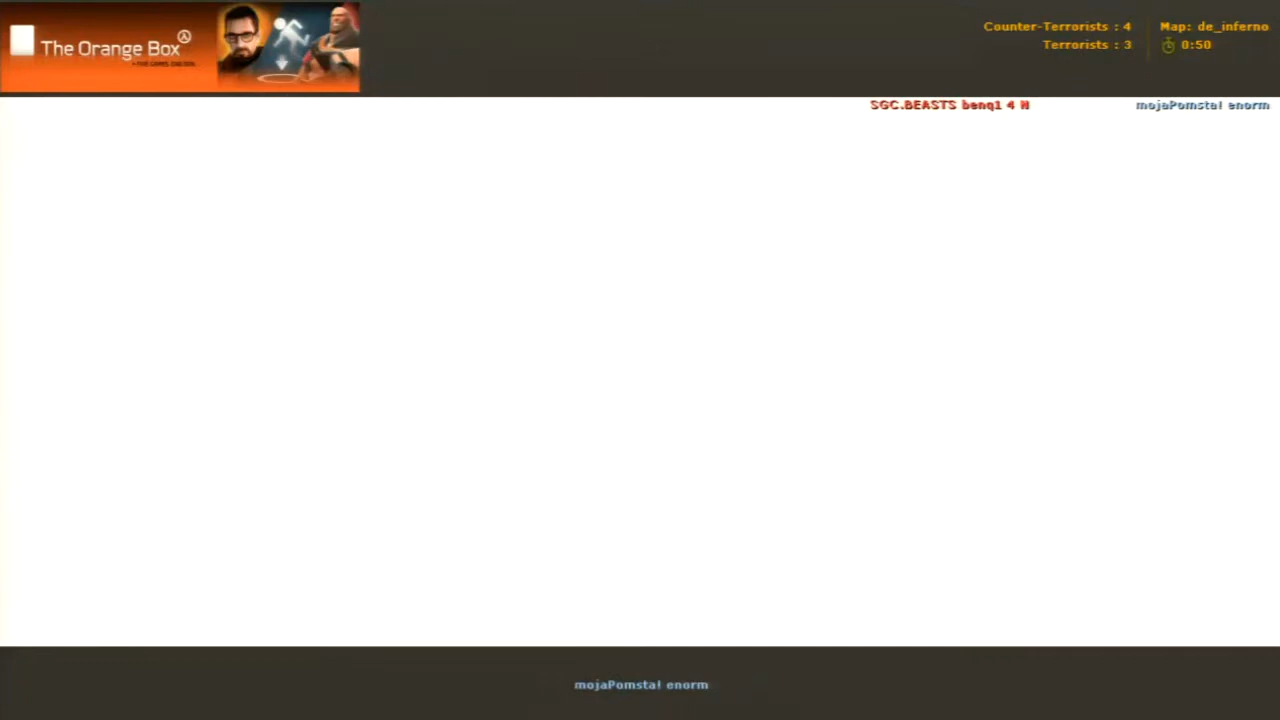 The Orange Box
Counter-Terrorists : 4
Terrorists : 3
Map: de_inferno
0:50
SGC.BEASTS benq1 4 H
mojaPomsta! enorm
mojaPomsta! enorm